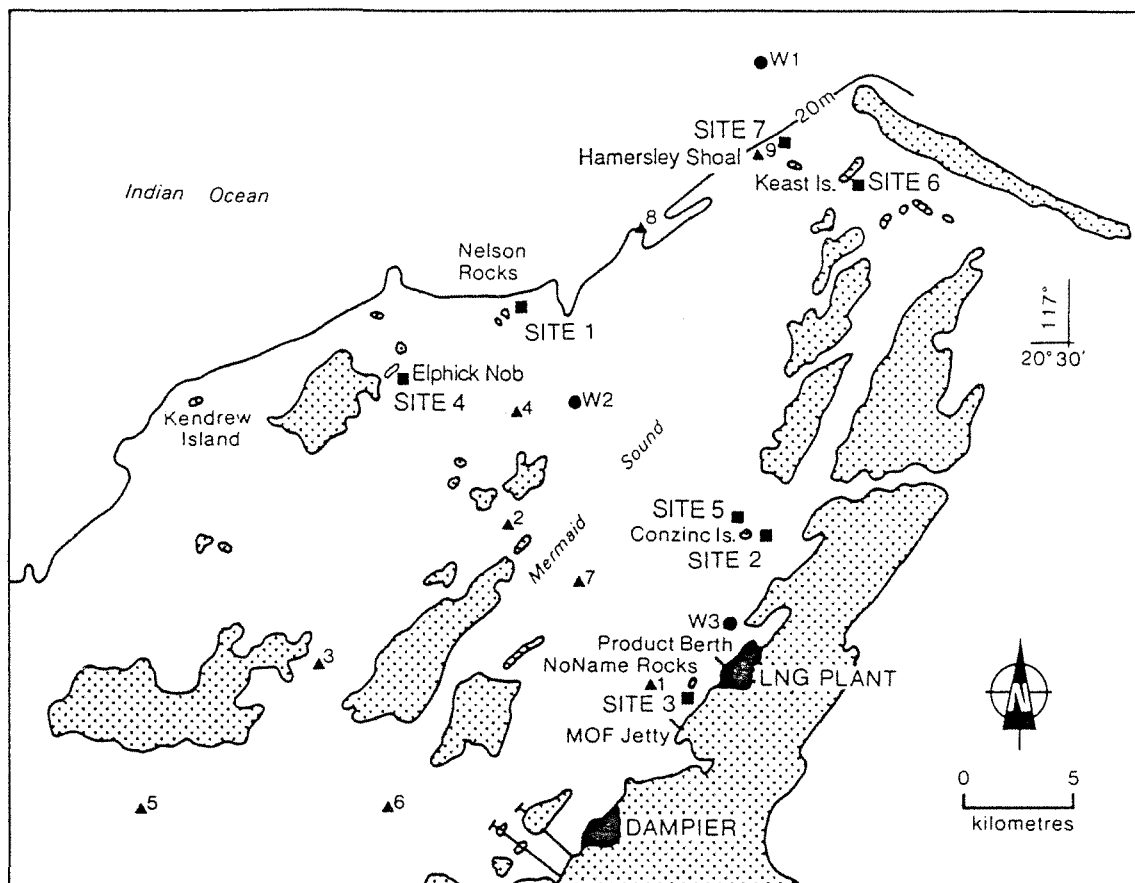 W1
20m
SITE 7
9
Hamersley Shoal
Keast Is.
SITE 6
Indian Ocean
8
Nelson
Rocks
SITE 1
117°
20°30'
Elphick Nob
SITE 4
Kendrew
Island
4
W2
Sound
SITE 5
Conzinc Is.
SITE 2
2
Mermaid
7
W3
Product Berth
NoName Rocks
LNG PLANT
3
1
SITE 3
MOF Jetty
N
5
6
DAMPIER
0 5
kilometres